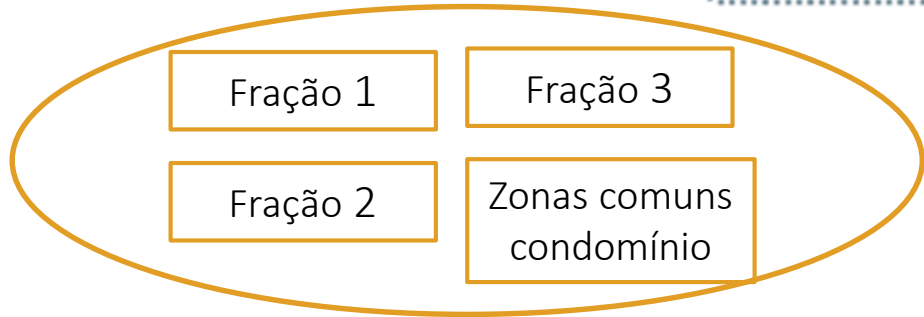 Fração 1
Fração 3
Fração 2
Zonas comuns
condomínio